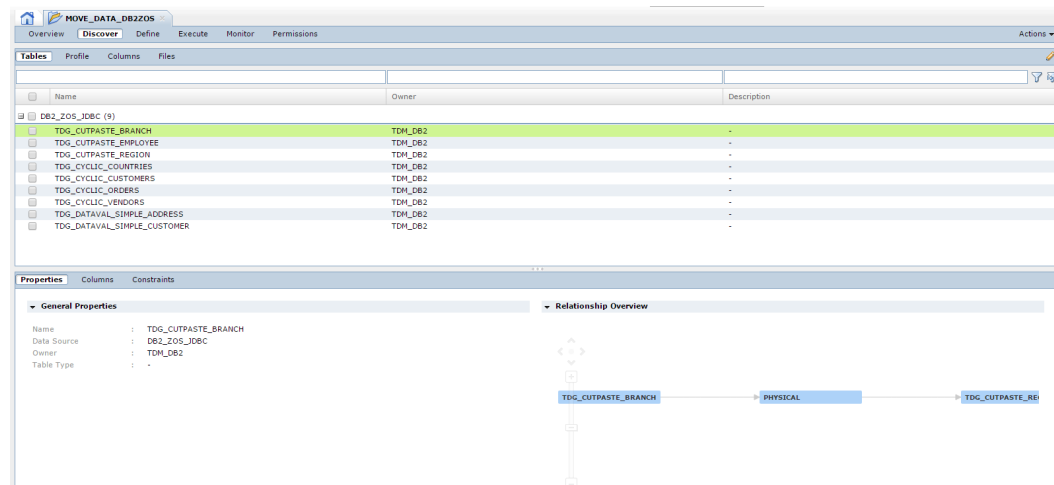 MOVE_DATA_DB2ZOS
Overview Discover Define Execute Monitor Permissions Actions
Tables Profile Columns Files
Name Owner Description
DB2_ZOS_JDBC (9)
TDG_CUTPASTE_BRANCH TDM_DB2 -
TDG_CUTPASTE_EMPLOYEE TDM_DB2 -
TDG_CUTPASTE_REGION TDM_DB2 -
TDG_CYCLIC_COUNTRIES TDM_DB2 -
TDG_CYCLIC_CUSTOMERS TDM_DB2 -
TDG_CYCLIC_ORDERS TDM_DB2 -
TDG_CYCLIC_VENDORS TDM_DB2 -
TDG_DATAVAL_SIMPLE_ADDRESS TDM_DB2 -
TDG_DATAVAL_SIMPLE_CUSTOMER TDM_DB2 -
Properties Columns Constraints
General Properties Relationship Overview
Name : TDG_CUTPASTE_BRANCH
Data Source : DB2_ZOS_JDBC
Owner : TDM_DB2
Table Type : -
TDG_CUTPASTE_BRANCH PHYSICAL TDG_CUTPASTE_RE